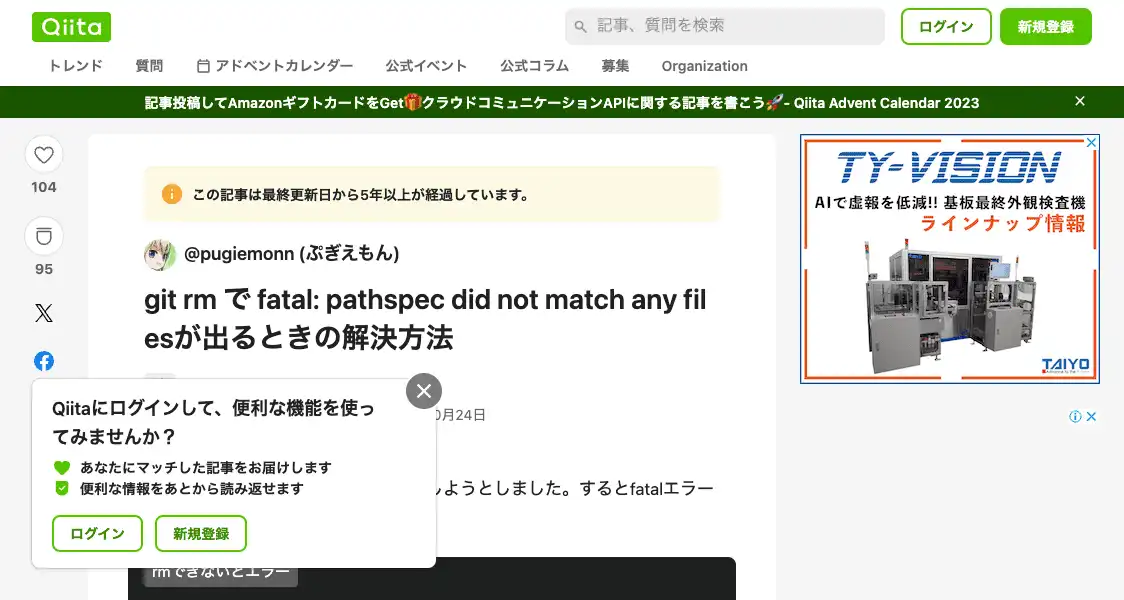 Qiita
記事、質問を検索
ログイン
新規登録
トレンド
質問
アドベントカレンダー
公式イベント
公式コラム
募集
Organization
記事投稿してAmazonギフトカードをGet🎁クラウドコミュニケーションAPIに関する記事を書こう🚀- Qiita Advent Calendar 2023
104
95
この記事は最終更新日から5年以上が経過しています。
@pugiemonn (ぷぎえもん)
git rm で fatal: pathspec did not match any fil
esが出るときの解決方法
0月24日
しようとしました。するとfatalエラー
rmできないとエラー
Qiitaにログインして、便利な機能を使っ
てみませんか？
あなたにマッチした記事をお届けします
便利な情報をあとから読み返せます
ログイン
新規登録
TY-VISION
AIで虚報を低減!! 基板最終外観検査機
ラインナップ情報
TAIYO